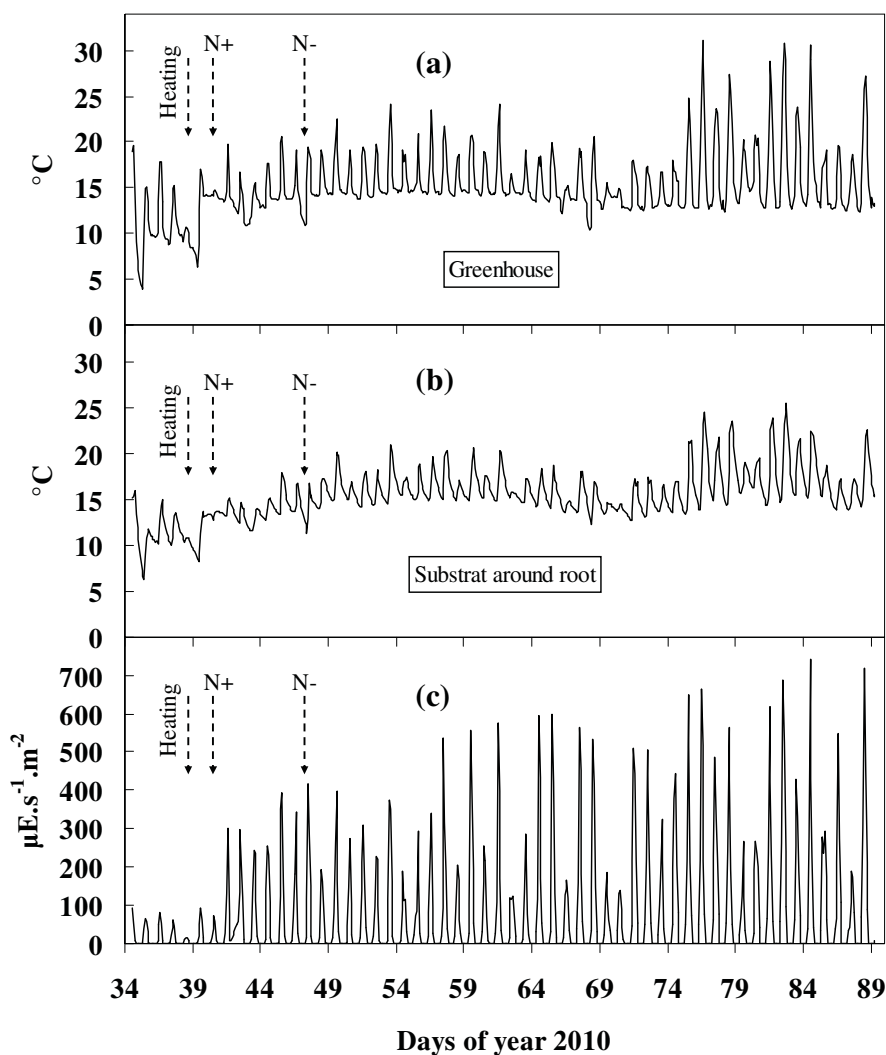 30
25
20
15
10
5
0
°C
Heating
N+
N-
(a)
Greenhouse
30
25
20
15
10
5
0
°C
Heating
N+
N-
(b)
Substrat around root
700
600
500
400
300
200
100
0
µE.s-1.m-2
Heating
N+
N-
(c)
34 39 44 49 54 59 64 69 74 79 84 89
Days of year 2010